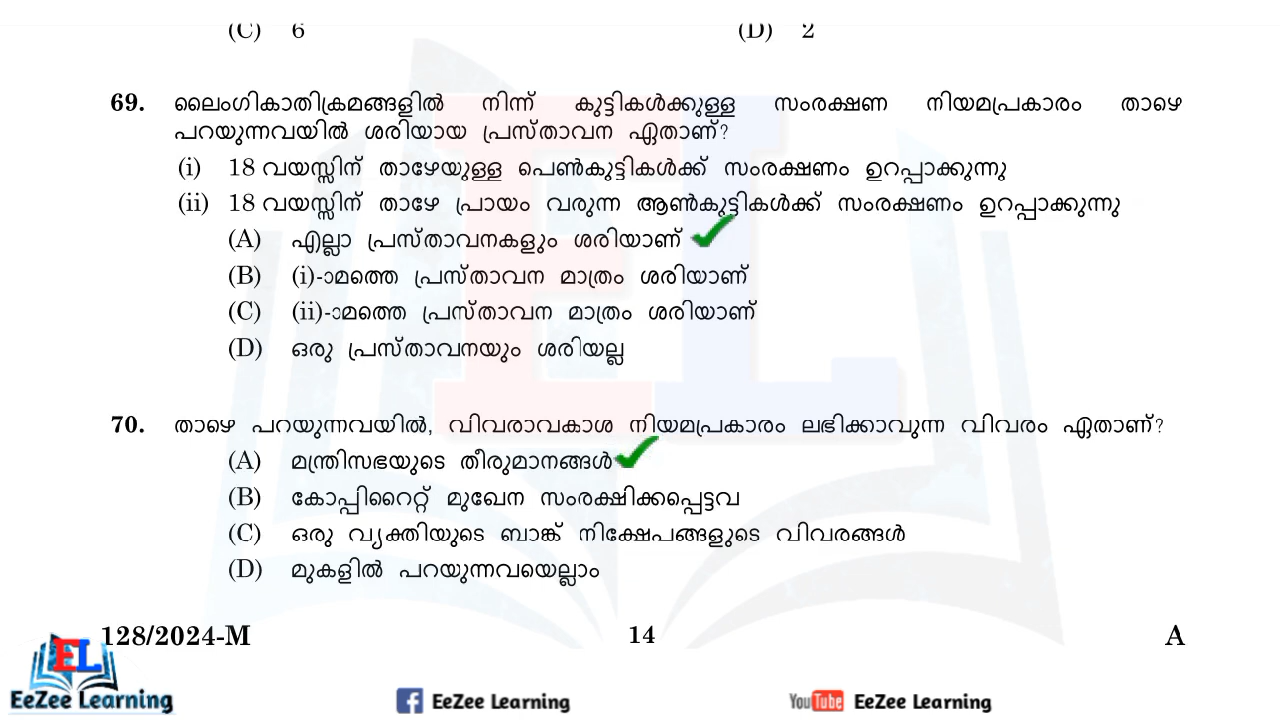 (C) 6 (D) 2
69. ലൈംഗികാതിക്രമങ്ങളിൽ നിന്ന് കുട്ടികൾക്കുള്ള സംരക്ഷണ നിയമപ്രകാരം താഴെ
പറയുന്നവയിൽ ശരിയായ പ്രസ്താവന ഏതാണ്?
(i) 18 വയസ്സിന് താഴേയുള്ള പെൺകുട്ടികൾക്ക് സംരക്ഷണം ഉറപ്പാക്കുന്നു
(ii) 18 വയസ്സിന് താഴേ പ്രായം വരുന്ന ആൺകുട്ടികൾക്ക് സംരക്ഷണം ഉറപ്പാക്കുന്നു
(A) എല്ലാ പ്രസ്താവനകളും ശരിയാണ്
(B) (i)-ാമത്തെ പ്രസ്താവന മാത്രം ശരിയാണ്
(C) (ii)-ാമത്തെ പ്രസ്താവന മാത്രം ശരിയാണ്
(D) ഒരു പ്രസ്താവനയും ശരിയല്ല
70. താഴെ പറയുന്നവയിൽ, വിവരാവകാശ നിയമപ്രകാരം ലഭിക്കാവുന്ന വിവരം ഏതാണ്?
(A) മന്ത്രിസഭയുടെ തീരുമാനങ്ങൾ
(B) കോപ്പിറൈറ്റ് മുഖേന സംരക്ഷിക്കപ്പെട്ടവ
(C) ഒരു വ്യക്തിയുടെ ബാങ്ക് നിക്ഷേപങ്ങളുടെ വിവരങ്ങൾ
(D) മുകളിൽ പറയുന്നവയെല്ലാം
128/2024-M 14 A
EL
EeZee Learning EeZee Learning YouTube EeZee Learning